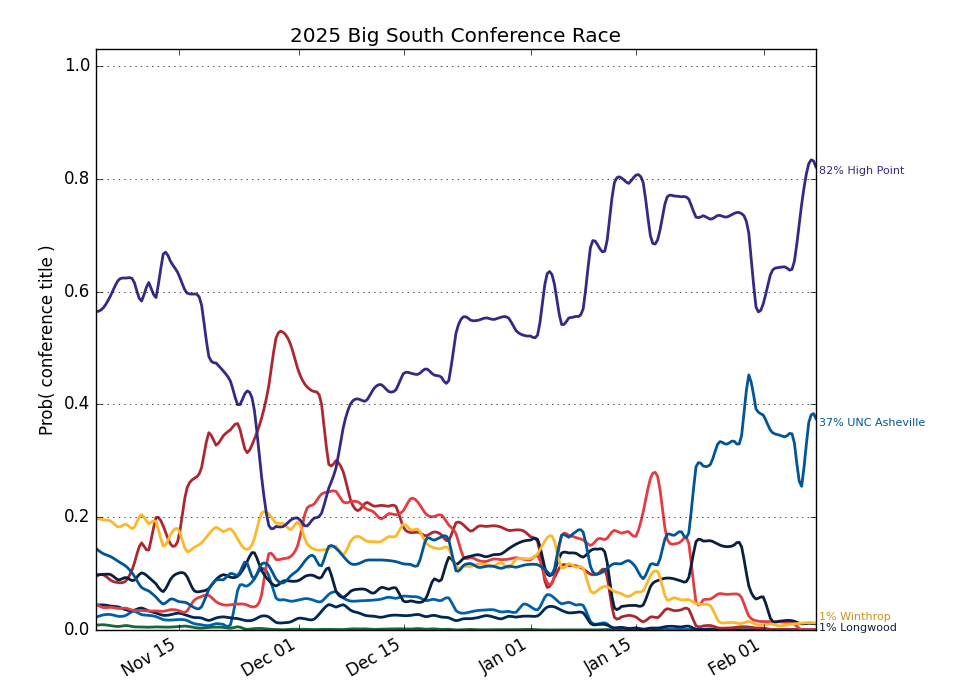 2025 Big South Conference Race
Prob( conference title )
1.0
0.8
0.6
0.4
0.2
0.0
82% High Point
37% UNC Asheville
1% Winthrop
1% Longwood
Nov 15
Dec 01
Dec 15
Jan 01
Jan 15
Feb 01